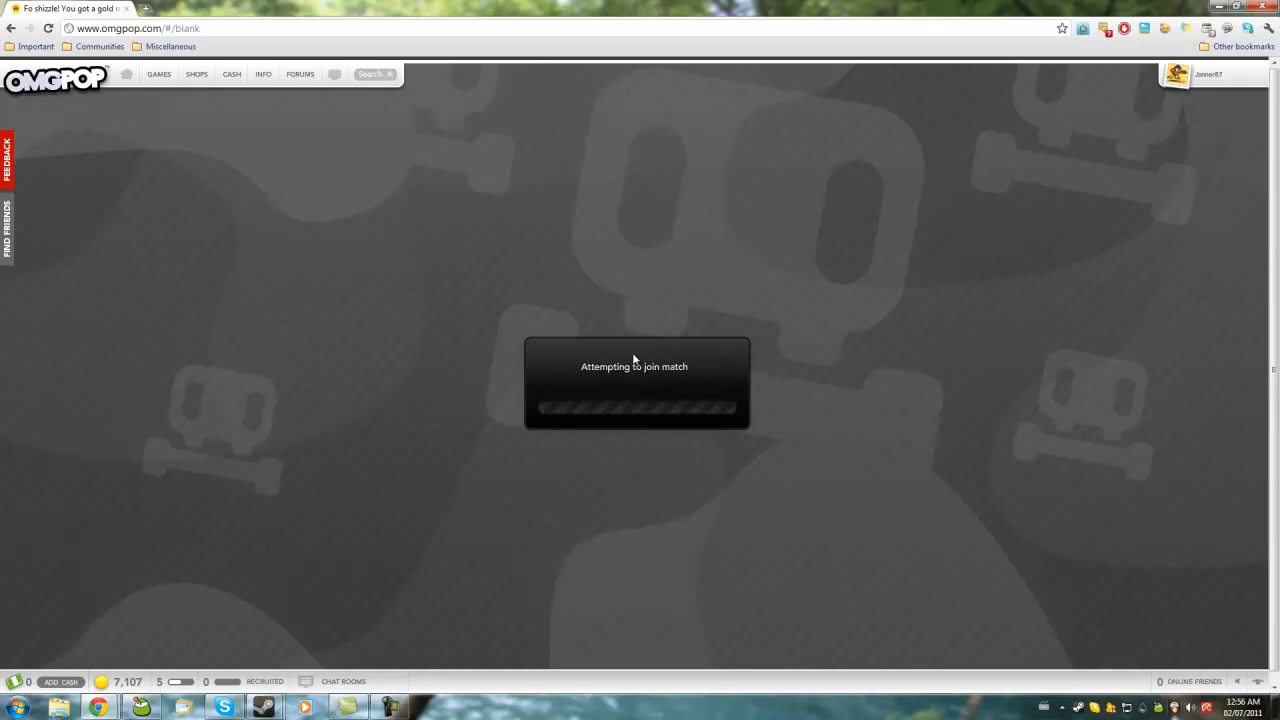 Fo shizzle! You got a gold r
www.omgpop.com/#/blank
Important Communities Miscellaneous Other bookmarks
OMGPOP GAMES SHOPS CASH INFO FORUMS Search Janner87
FEEDBACK
FIND FRIENDS
Attempting to join match
0 ADD CASH 7,107 5 0 RECRUITED CHAT ROOMS 0 ONLINE FRIENDS
12:56 AM
02/07/2011